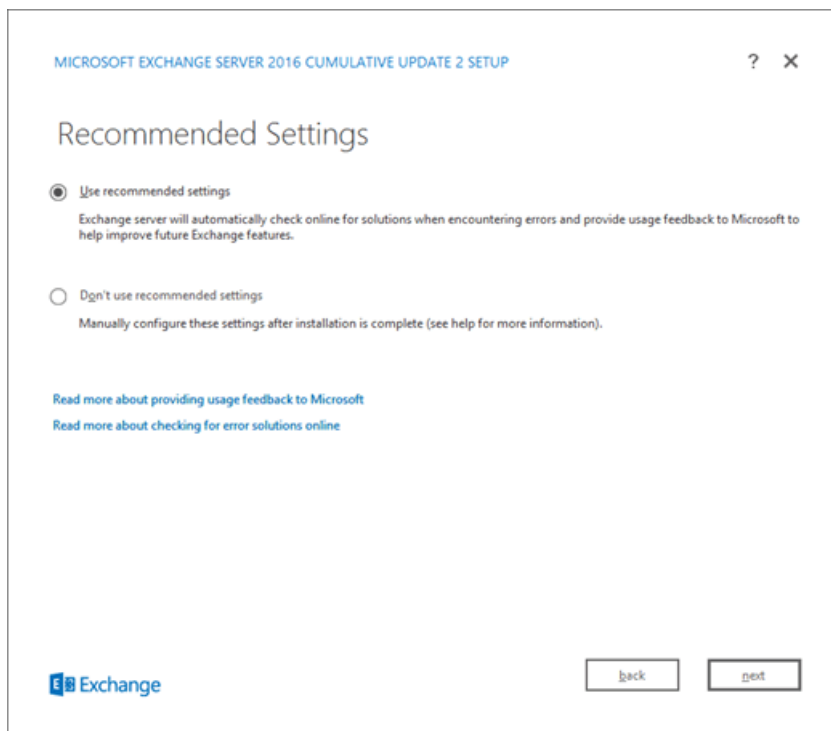 MICROSOFT EXCHANGE SERVER 2016 CUMULATIVE UPDATE 2 SETUP
?
Recommended Settings
Use recommended settings
Exchange server will automatically check online for solutions when encountering errors and provide usage feedback to Microsoft to
help improve future Exchange features.
Don't use recommended settings
Manually configure these settings after installation is complete (see help for more information).
Read more about providing usage feedback to Microsoft
Read more about checking for error solutions online
E Exchange
back
next